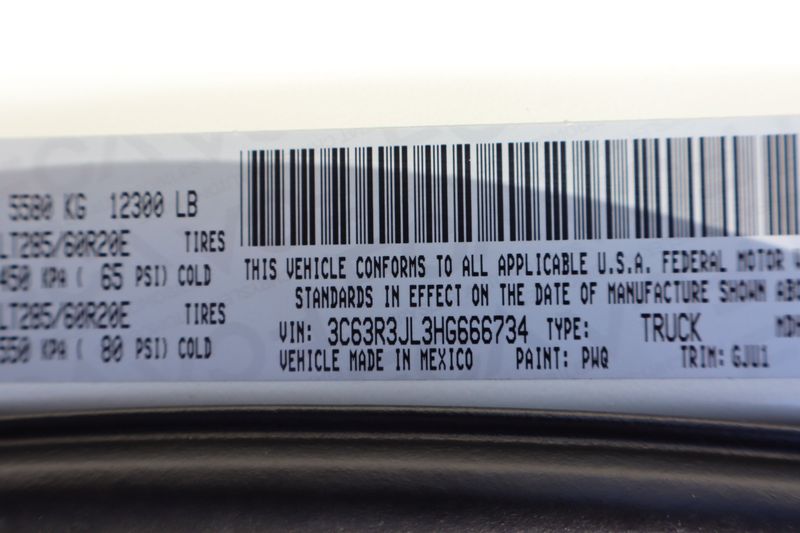 5580 KG 12300 LB
LT285/60R20E TIRES
450 KPA ( 65 PSI) COLD
LT285/60R20E TIRES
550 KPA ( 80 PSI) COLD
THIS VEHICLE CONFORMS TO ALL APPLICABLE U.S.A. FEDERAL MOTOR
STANDARDS IN EFFECT ON THE DATE OF MANUFACTURE SHOWN
VIN: 3C63R3JL3HG666734 TYPE: TRUCK
VEHICLE MADE IN MEXICO PAINT: PWQ TRIM: GJU1